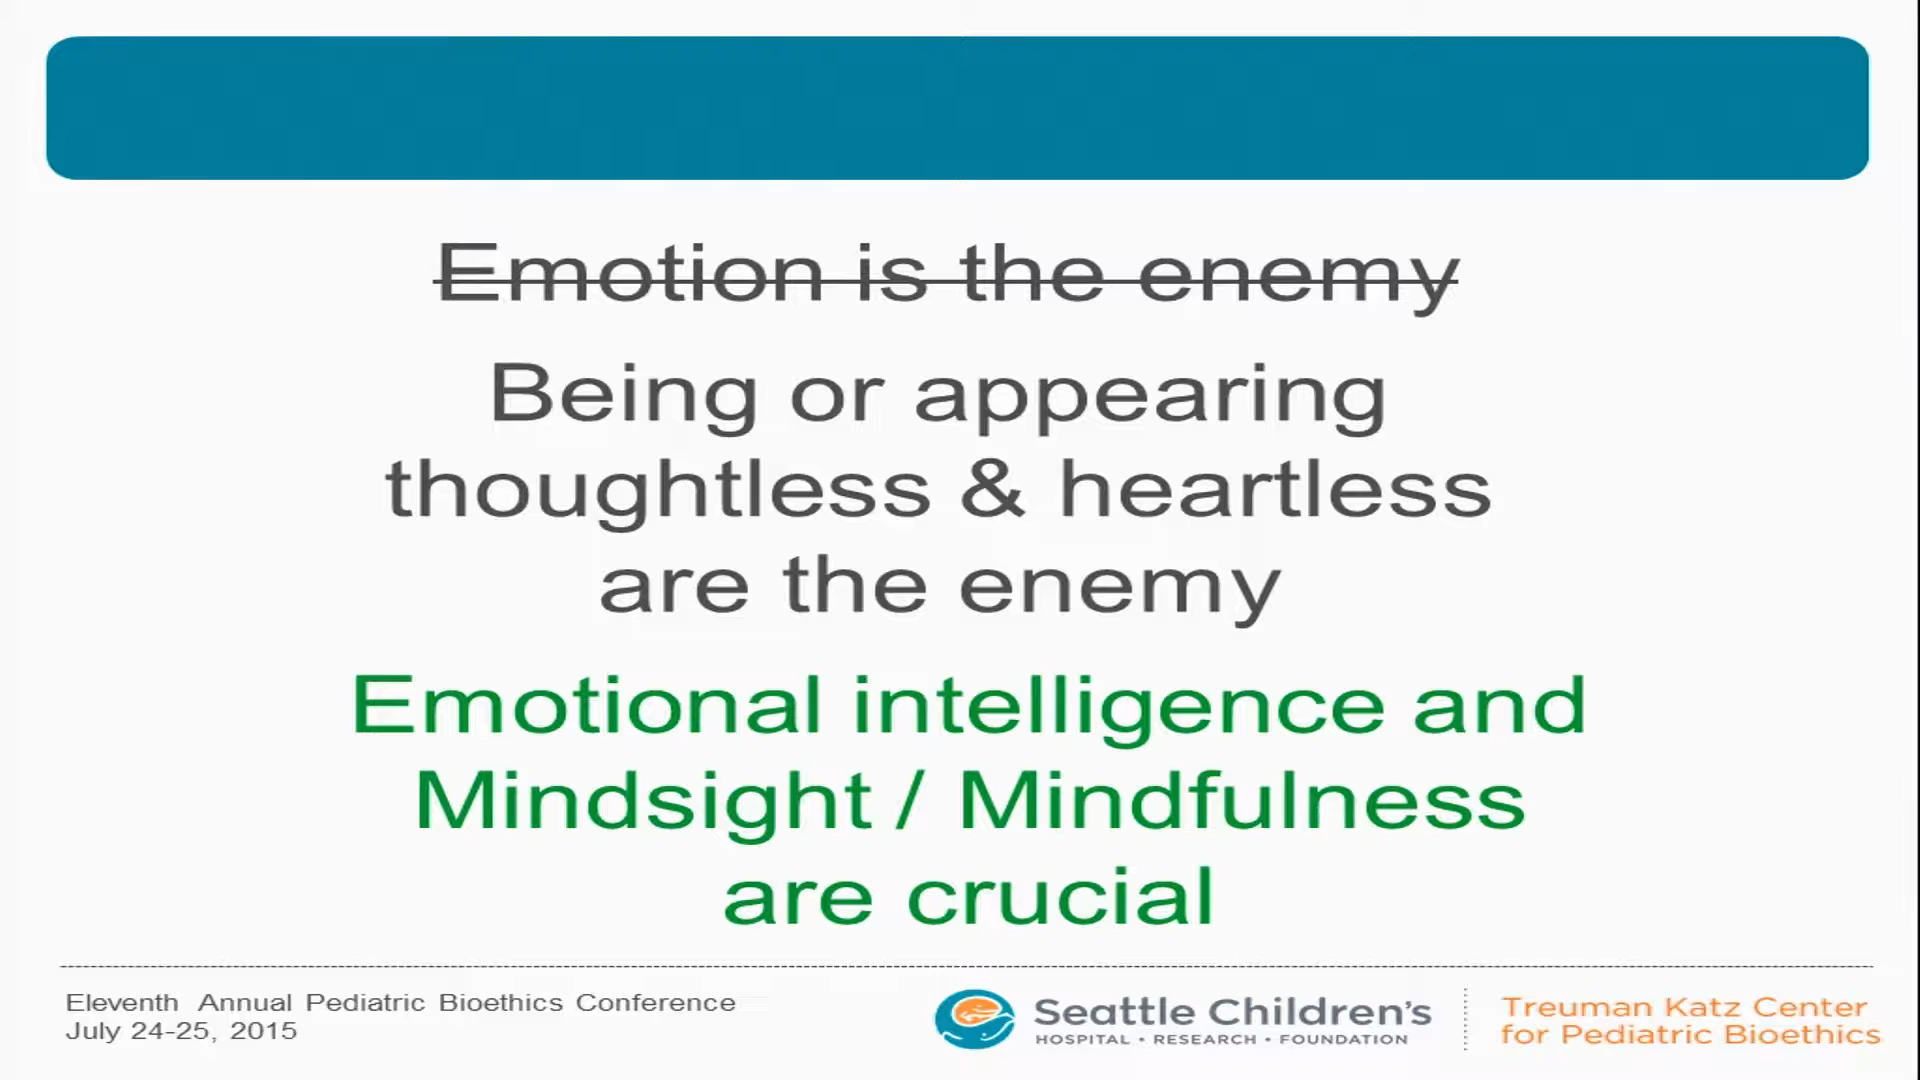 Emotion is the enemy
Being or appearing
thoughtless & heartless
are the enemy
Emotional intelligence and
Mindsight / Mindfulness
are crucial
Eleventh Annual Pediatric Bioethics Conference
July 24-25, 2015
Seattle Children's
HOSPITAL • RESEARCH • FOUNDATION
Treuman Katz Center
for Pediatric Bioethics